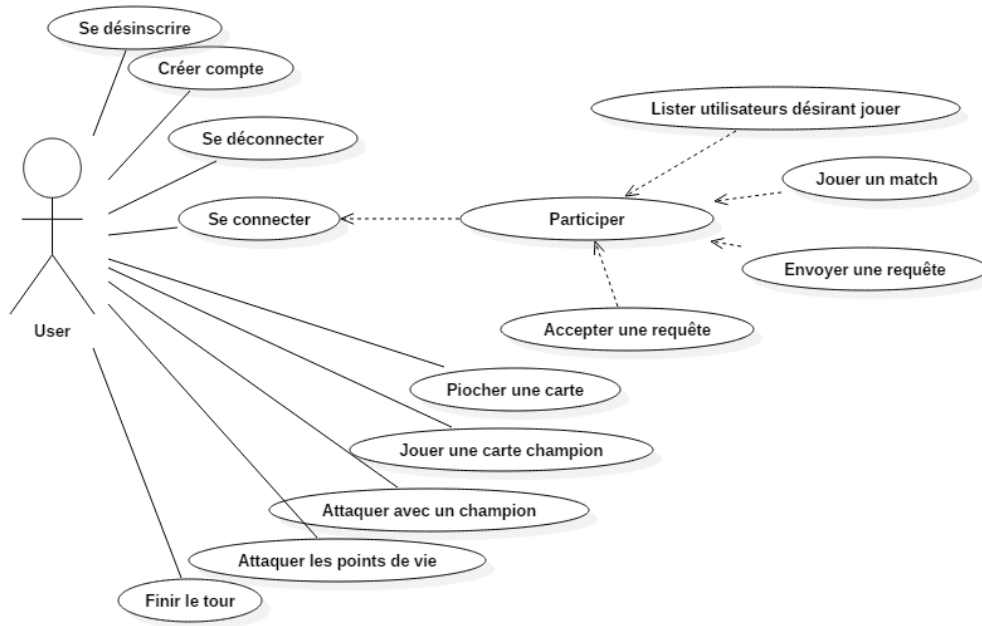 Se désinscrire
Créer compte
Lister utilisateurs désirant jouer
Se déconnecter
Jouer un match
Se connecter
Participer
Envoyer une requête
User
Accepter une requête
Piocher une carte
Jouer une carte champion
Attaquer avec un champion
Attaquer les points de vie
Finir le tour